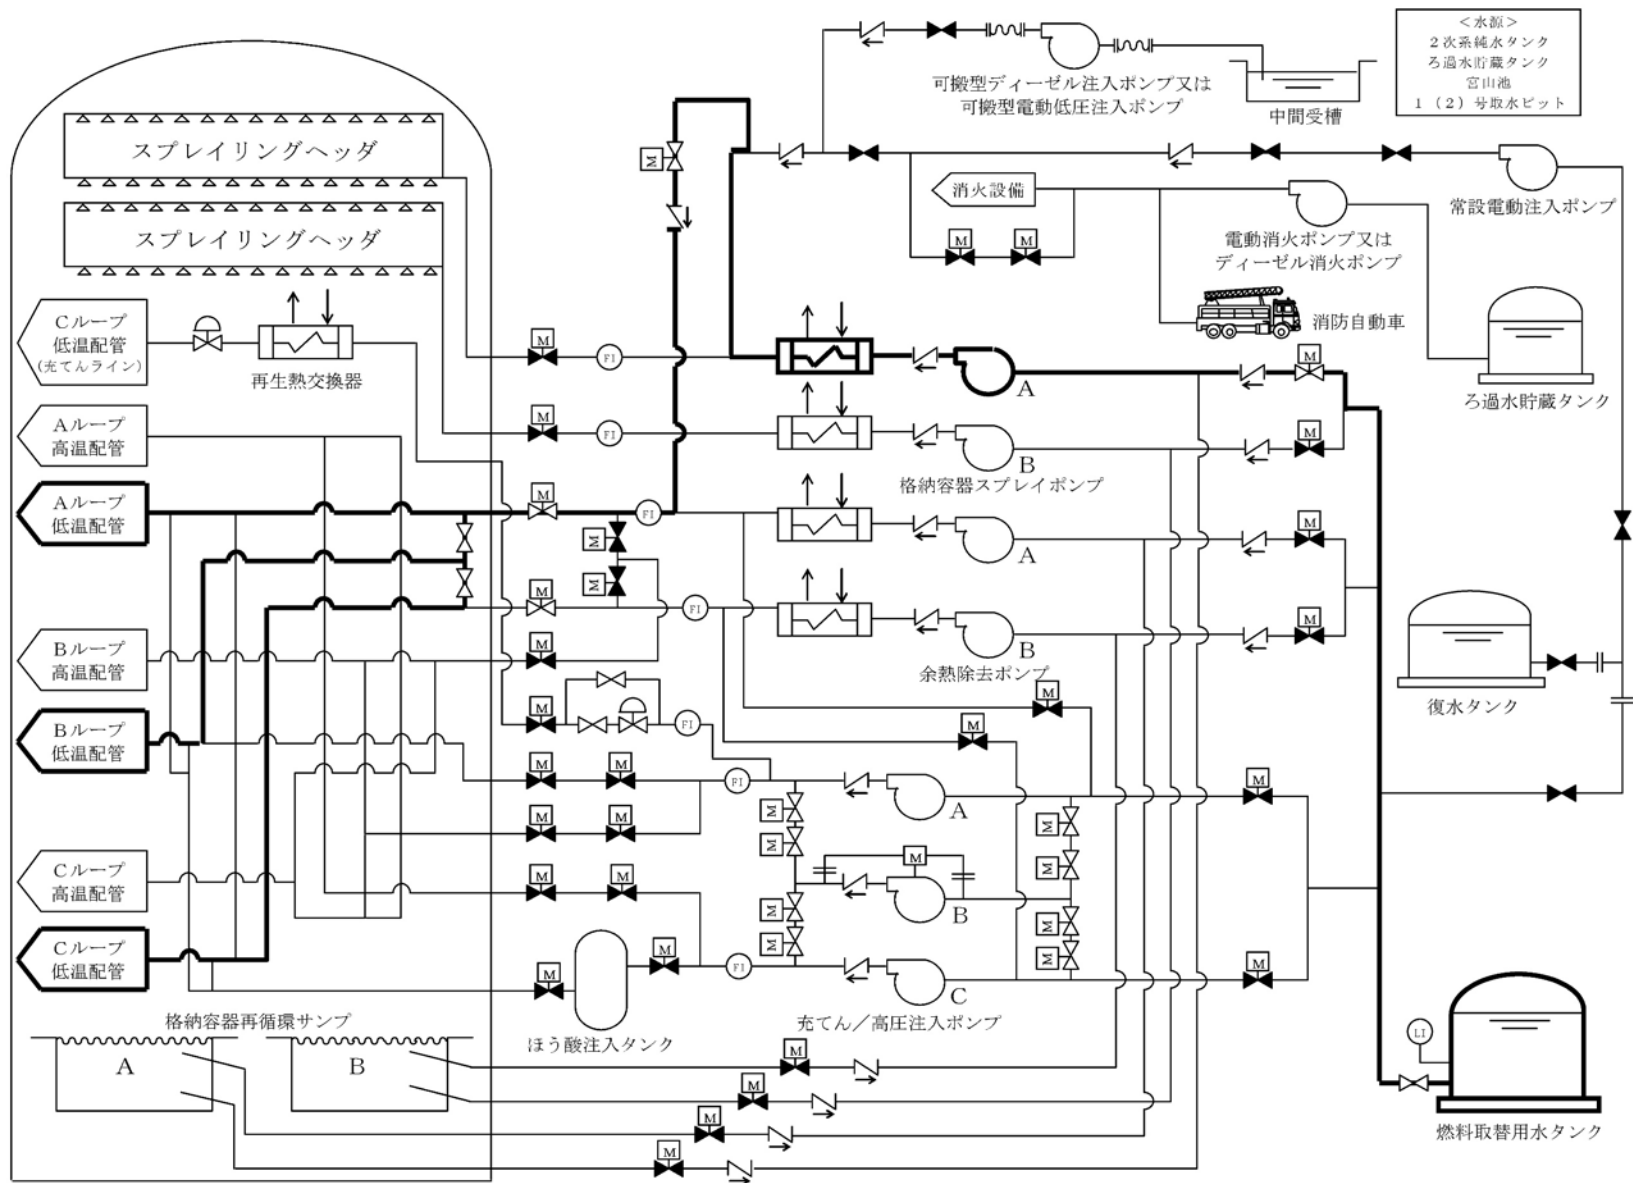 <水源>
2次系純水タンク
ろ過水貯蔵タンク
宮山池
1（2）号取水ピット
可搬型ディーゼル注入ポンプ又は
可搬型電動低圧注入ポンプ
中間受槽
スプレイリングヘッダ
M
消火設備
常設電動注入ポンプ
スプレイリングヘッダ
M
M
電動消火ポンプ又は
ディーゼル消火ポンプ
消防自動車
Cループ
低温配管
(充てんライン)
再生熱交換器
M
FI
A
M
ろ過水貯蔵タンク
Aループ
高温配管
M
FI
B
M
格納容器スプレイポンプ
Aループ
低温配管
M
FI
M
A
M
M
M
FI
B
M
余熱除去ポンプ
Bループ
高温配管
M
復水タンク
M
M
Bループ
低温配管
M
FI
M
M
FI
A
M
M
M
M
M
M
M
M
B
Cループ
高温配管
M
M
M
M
M
M
Cループ
低温配管
M
M
FI
C
M
充てん／高圧注入ポンプ
ほう酸注入タンク
LI
格納容器再循環サンプ
A
B
M
M
M
M
燃料取替用水タンク